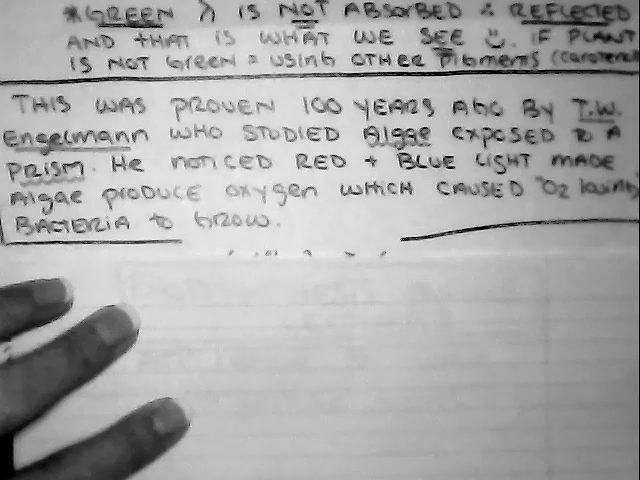 *GREEN λ IS NOT ABSORBED ∴ REFLECTED
AND THAT IS WHAT WE SEE ☺. IF PLANT
IS NOT GREEN = USING OTHER PIGMENTS
THIS WAS PROVEN 100 YEARS AGO BY T.W.
Engelmann WHO STUDIED Algae EXPOSED TO A
PRISM. He NOTICED RED + BLUE LIGHT MADE
Algae PRODUCE OXYGEN WHICH CAUSED "O2 loving
BACTERIA to GROW.